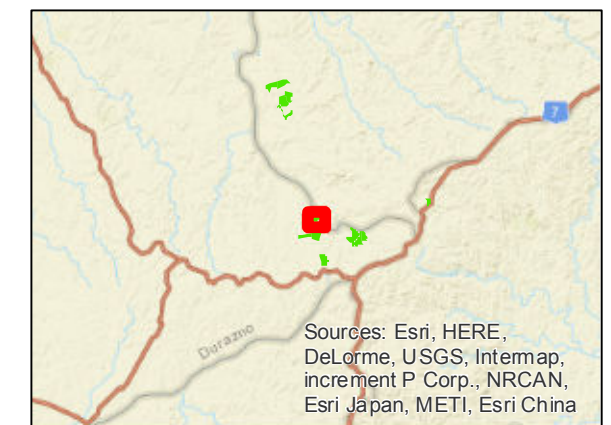 7
Durazno
Sources: Esri, HERE,
DeLorme, USGS, Intermap,
increment P Corp., NRCAN,
Esri Japan, METI, Esri China